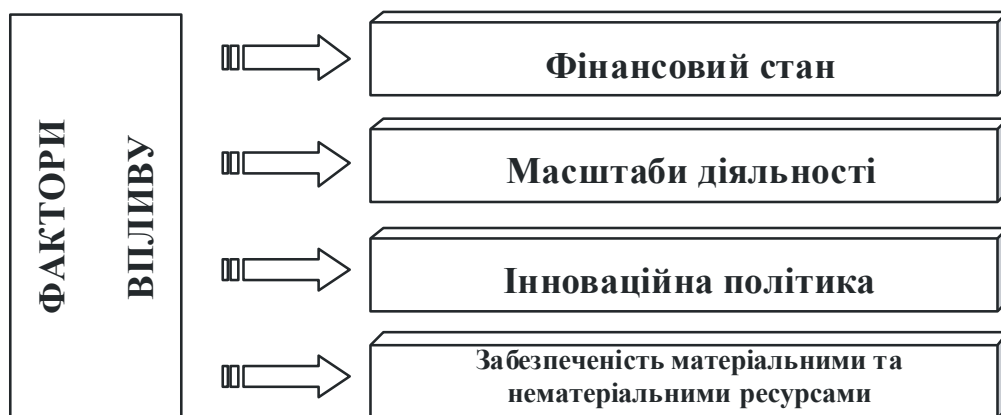 ФАКТОРИ
ВПЛИВУ
Фінансовий стан
Масштаби діяльності
Інноваційна політика
Забезпеченість матеріальними та
нематеріальними ресурсами